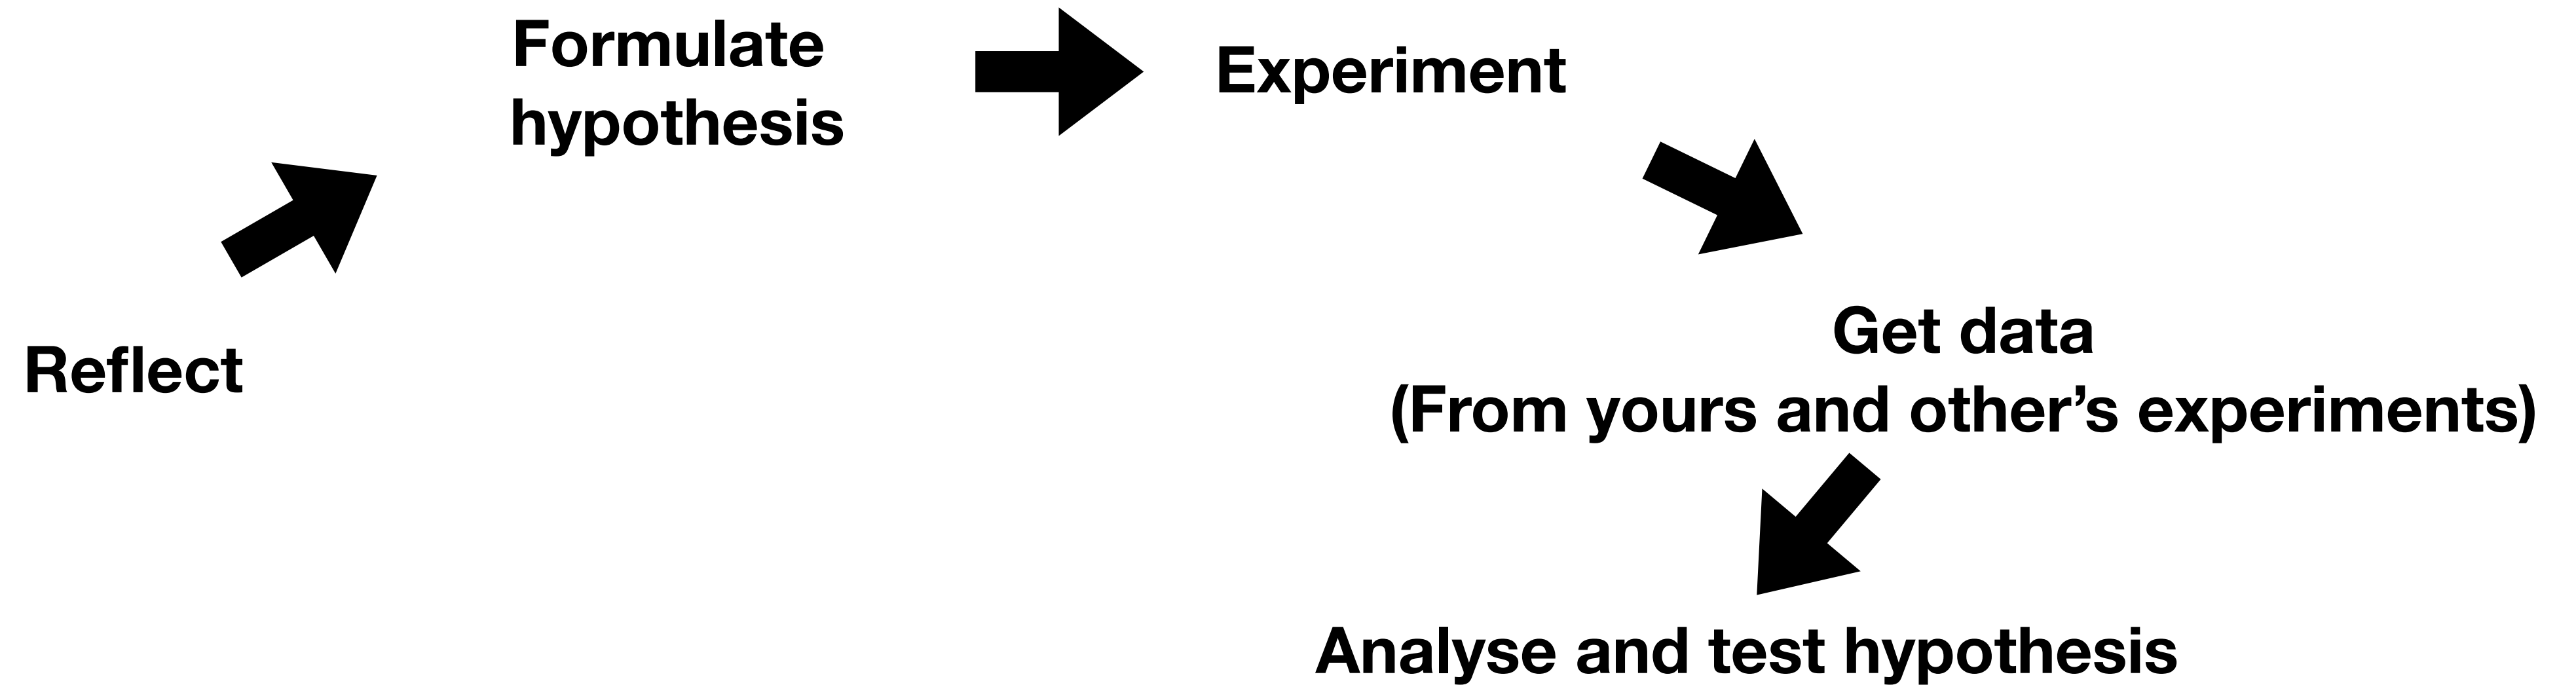 Reflect
Formulate
hypothesis
Experiment
Get data
(From yours and other’s experiments)
Analyse and test hypothesis